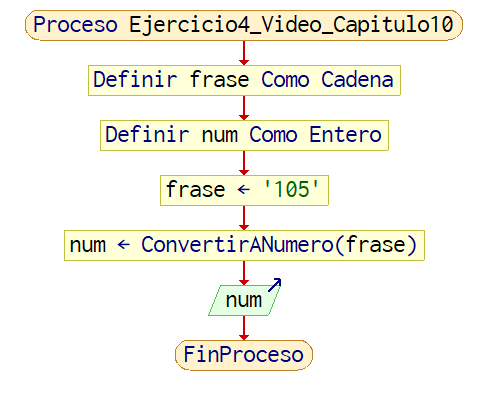 Proceso Ejercicio4_Video_Capitulo10
Definir frase Como Cadena
Definir num Como Entero
frase ← '105'
num ← ConvertirANumero(frase)
num
FinProceso